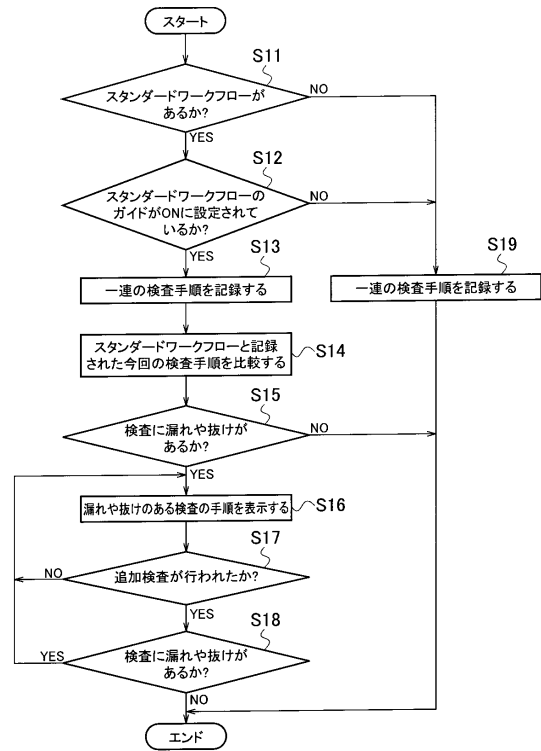 スタート
S11
スタンダードワークフローが
あるか?
NO
YES
S12
スタンダードワークフローの
ガイドがONに設定されて
いるか?
NO
YES
S13
一連の検査手順を記録する
S19
一連の検査手順を記録する
スタンダードワークフローと記録
された今回の検査手順を比較する
S14
S15
検査に漏れや抜けが
あるか?
NO
YES
漏れや抜けのある検査の手順を表示する
S16
S17
追加検査が行われたか?
NO
YES
S18
検査に漏れや抜けが
あるか?
YES
NO
エンド